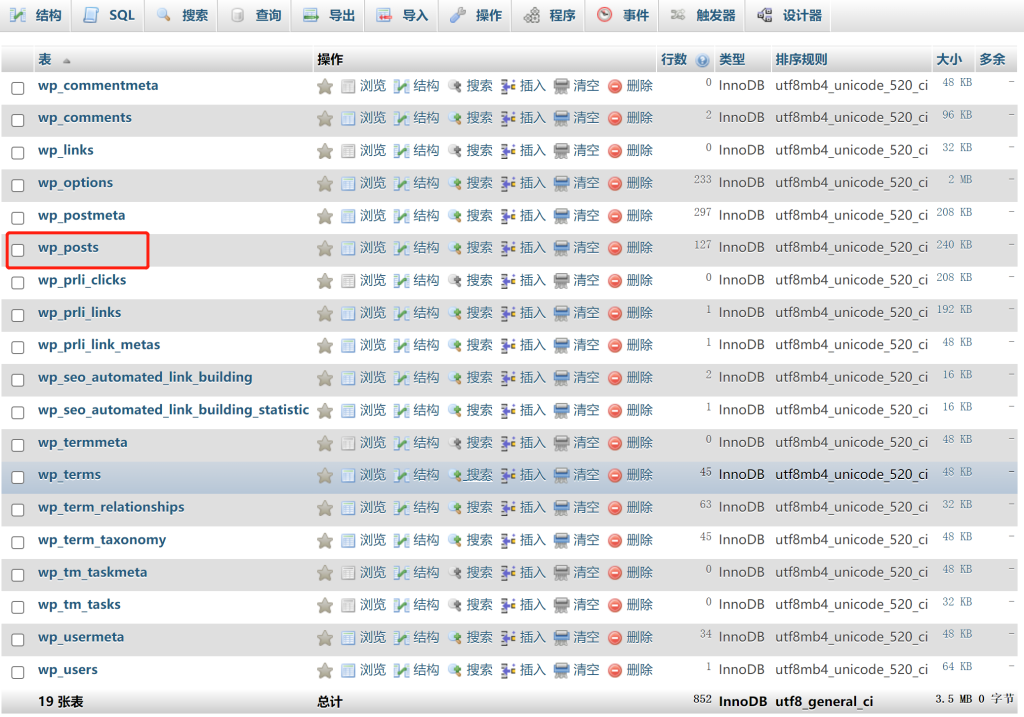 结构 SQL 搜索 查询 导出 导入 操作 程序 事件 触发器 设计器
表 操作 行数 类型 排序规则 大小 多余
wp_commentmeta 浏览 结构 搜索 插入 清空 删除 0 InnoDB utf8mb4_unicode_520_ci 48 KB -
wp_comments 浏览 结构 搜索 插入 清空 删除 2 InnoDB utf8mb4_unicode_520_ci 96 KB -
wp_links 浏览 结构 搜索 插入 清空 删除 0 InnoDB utf8mb4_unicode_520_ci 32 KB -
wp_options 浏览 结构 搜索 插入 清空 删除 233 InnoDB utf8mb4_unicode_520_ci 2 MB -
wp_postmeta 浏览 结构 搜索 插入 清空 删除 297 InnoDB utf8mb4_unicode_520_ci 208 KB -
wp_posts 浏览 结构 搜索 插入 清空 删除 127 InnoDB utf8mb4_unicode_520_ci 240 KB -
wp_prli_clicks 浏览 结构 搜索 插入 清空 删除 0 InnoDB utf8mb4_unicode_520_ci 208 KB -
wp_prli_links 浏览 结构 搜索 插入 清空 删除 1 InnoDB utf8mb4_unicode_520_ci 192 KB -
wp_prli_link_metas 浏览 结构 搜索 插入 清空 删除 1 InnoDB utf8mb4_unicode_520_ci 48 KB -
wp_seo_automated_link_building 浏览 结构 搜索 插入 清空 删除 2 InnoDB utf8mb4_unicode_520_ci 16 KB -
wp_seo_automated_link_building_statistic 浏览 结构 搜索 插入 清空 删除 1 InnoDB utf8mb4_unicode_520_ci 16 KB -
wp_termmeta 浏览 结构 搜索 插入 清空 删除 0 InnoDB utf8mb4_unicode_520_ci 48 KB -
wp_terms 浏览 结构 搜索 插入 清空 删除 45 InnoDB utf8mb4_unicode_520_ci 48 KB -
wp_term_relationships 浏览 结构 搜索 插入 清空 删除 63 InnoDB utf8mb4_unicode_520_ci 32 KB -
wp_term_taxonomy 浏览 结构 搜索 插入 清空 删除 45 InnoDB utf8mb4_unicode_520_ci 48 KB -
wp_tm_taskmeta 浏览 结构 搜索 插入 清空 删除 0 InnoDB utf8mb4_unicode_520_ci 48 KB -
wp_tm_tasks 浏览 结构 搜索 插入 清空 删除 0 InnoDB utf8mb4_unicode_520_ci 32 KB -
wp_usermeta 浏览 结构 搜索 插入 清空 删除 34 InnoDB utf8mb4_unicode_520_ci 48 KB -
wp_users 浏览 结构 搜索 插入 清空 删除 1 InnoDB utf8mb4_unicode_520_ci 64 KB -
19 张表 总计 852 InnoDB utf8_general_ci 3.5 MB 0 字节